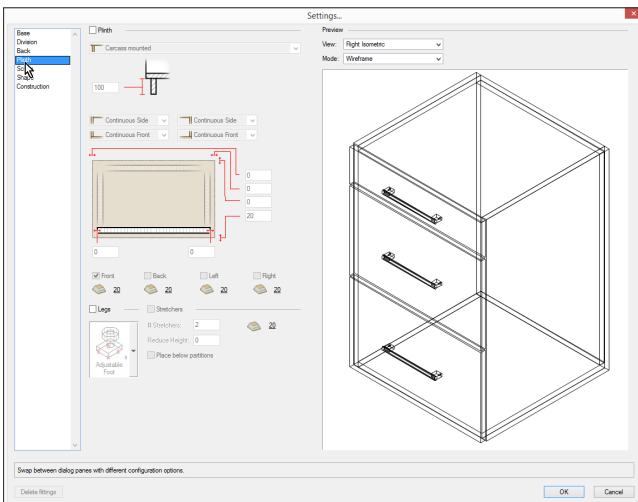 Settings...
Base
Division
Back
Plinth
Shape
Construction
Plinth
Carcass mounted
100
Continuous Side
Continuous Side
Continuous Front
Continuous Front
0
0
0
20
0
0
Front
Back
Left
Right
20
20
20
20
Legs
Stretchers
# Stretchers:
2
20
Reduce Height:
0
Place below partitions
Adjustable
Foot
Preview
View:
Right Isometric
Mode:
Wireframe
Swap between dialog panes with different configuration options.
Delete fittings
OK
Cancel